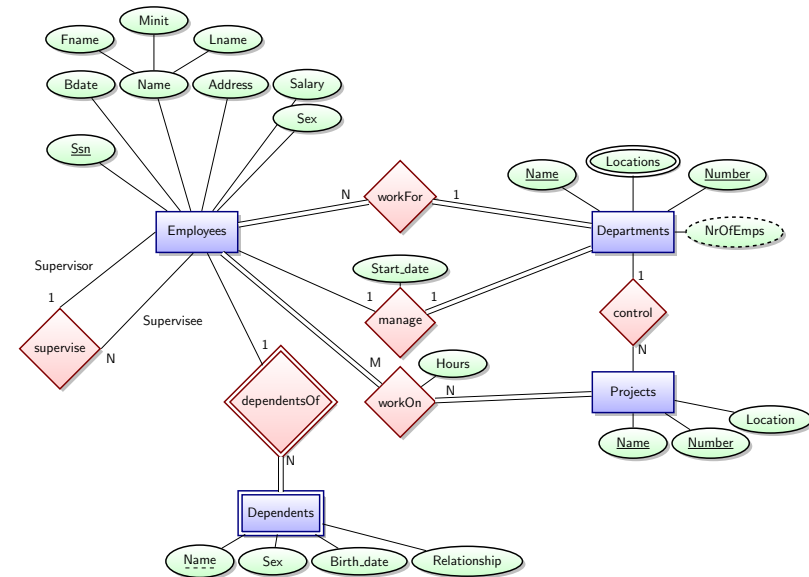 Minit
Fname
Lname
Bdate
Name
Address
Salary
Sex
Ssn
Name
Locations
Number
N
workFor
1
Employees
Departments
NrOfEmps
Supervisor
Start_date
1
1
1
manage
1
control
supervise
Supervisee
N
1
M
Hours
N
N
dependentsOf
workOn
Projects
Location
Name
Number
N
Dependents
Name
Sex
Birth_date
Relationship